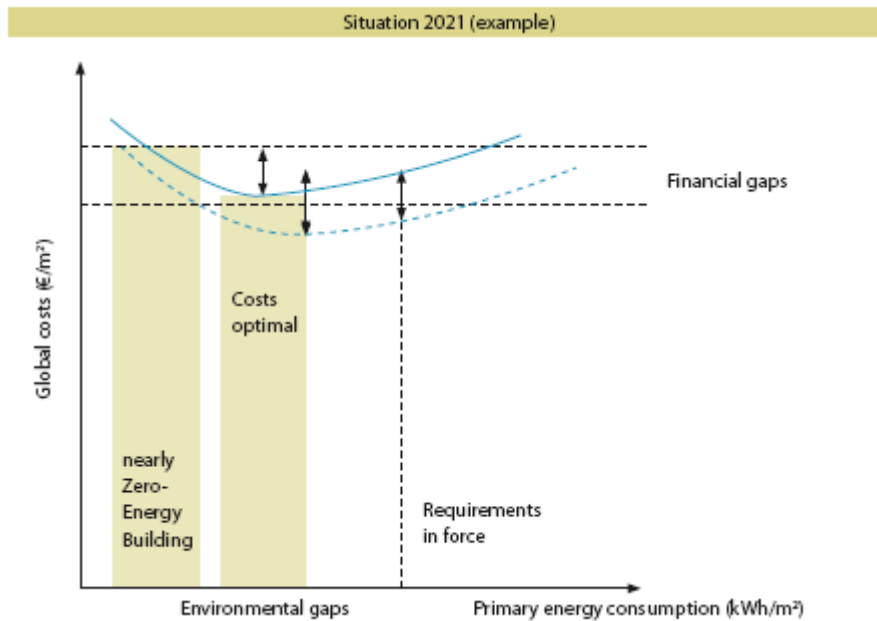 Situation 2021 (example)
Global costs (€/m²)
Financial gaps
Costs
optimal
nearly
Zero-
Energy
Building
Requirements
in force
Environmental gaps
Primary energy consumption (kWh/m²)